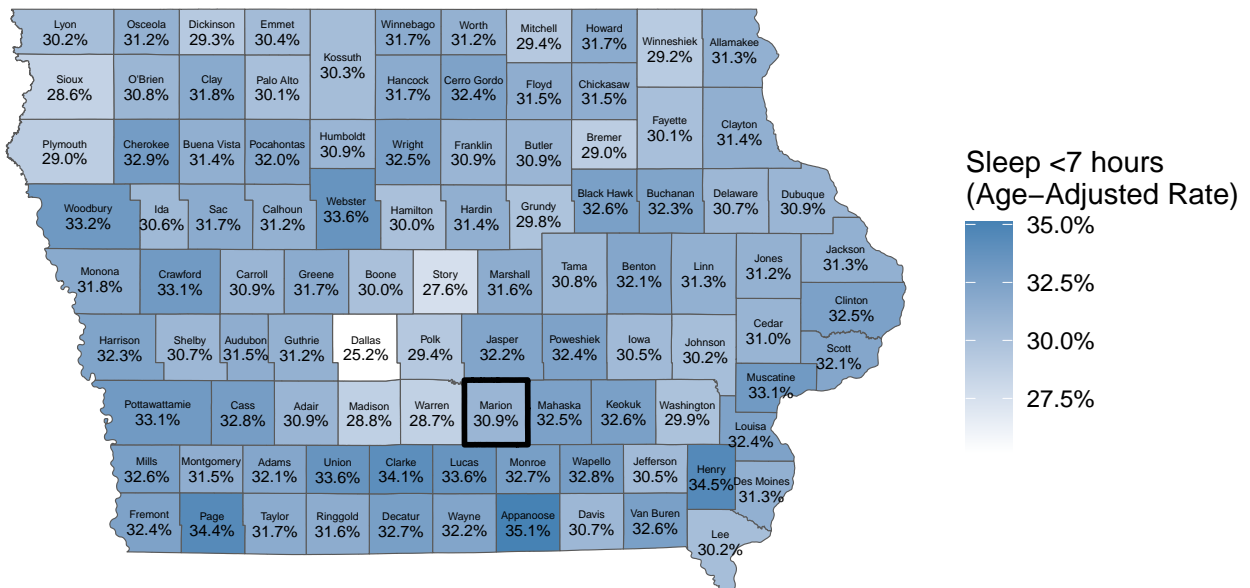 Lyon
30.2%
Osceola
31.2%
Dickinson
29.3%
Emmet
30.4%
Kossuth
30.3%
Winnebago
31.7%
Worth
31.2%
Mitchell
29.4%
Howard
31.7%
Winneshiek
29.2%
Allamakee
31.3%
Sioux
28.6%
O'Brien
30.8%
Clay
31.8%
Palo Alto
30.1%
Hancock
31.7%
Cerro Gordo
32.4%
Floyd
31.5%
Chickasaw
31.5%
Fayette
30.1%
Clayton
31.4%
Plymouth
29.0%
Cherokee
32.9%
Buena Vista
31.4%
Pocahontas
32.0%
Humboldt
30.9%
Wright
32.5%
Franklin
30.9%
Butler
30.9%
Bremer
29.0%
Woodbury
33.2%
Ida
30.6%
Sac
31.7%
Calhoun
31.2%
Webster
33.6%
Hamilton
30.0%
Hardin
31.4%
Grundy
29.8%
Black Hawk
32.6%
Buchanan
32.3%
Delaware
30.7%
Dubuque
30.9%
Monona
31.8%
Crawford
33.1%
Carroll
30.9%
Greene
31.7%
Boone
30.0%
Story
27.6%
Marshall
31.6%
Tama
30.8%
Benton
32.1%
Linn
31.3%
Jones
31.2%
Jackson
31.3%
Clinton
32.5%
Harrison
32.3%
Shelby
30.7%
Audubon
31.5%
Guthrie
31.2%
Dallas
25.2%
Polk
29.4%
Jasper
32.2%
Poweshiek
32.4%
Iowa
30.5%
Johnson
30.2%
Cedar
31.0%
Scott
32.1%
Muscatine
33.1%
Pottawattamie
33.1%
Cass
32.8%
Adair
30.9%
Madison
28.8%
Warren
28.7%
Marion
30.9%
Mahaska
32.5%
Keokuk
32.6%
Washington
29.9%
Louisa
32.4%
Mills
32.6%
Montgomery
31.5%
Adams
32.1%
Union
33.6%
Clarke
34.1%
Lucas
33.6%
Monroe
32.7%
Wapello
32.8%
Jefferson
30.5%
Henry
34.5%
Des Moines
31.3%
Fremont
32.4%
Page
34.4%
Taylor
31.7%
Ringgold
31.6%
Decatur
32.7%
Wayne
32.2%
Appanoose
35.1%
Davis
30.7%
Van Buren
32.6%
Lee
30.2%
Sleep <7 hours
(Age−Adjusted Rate)
35.0%
32.5%
30.0%
27.5%